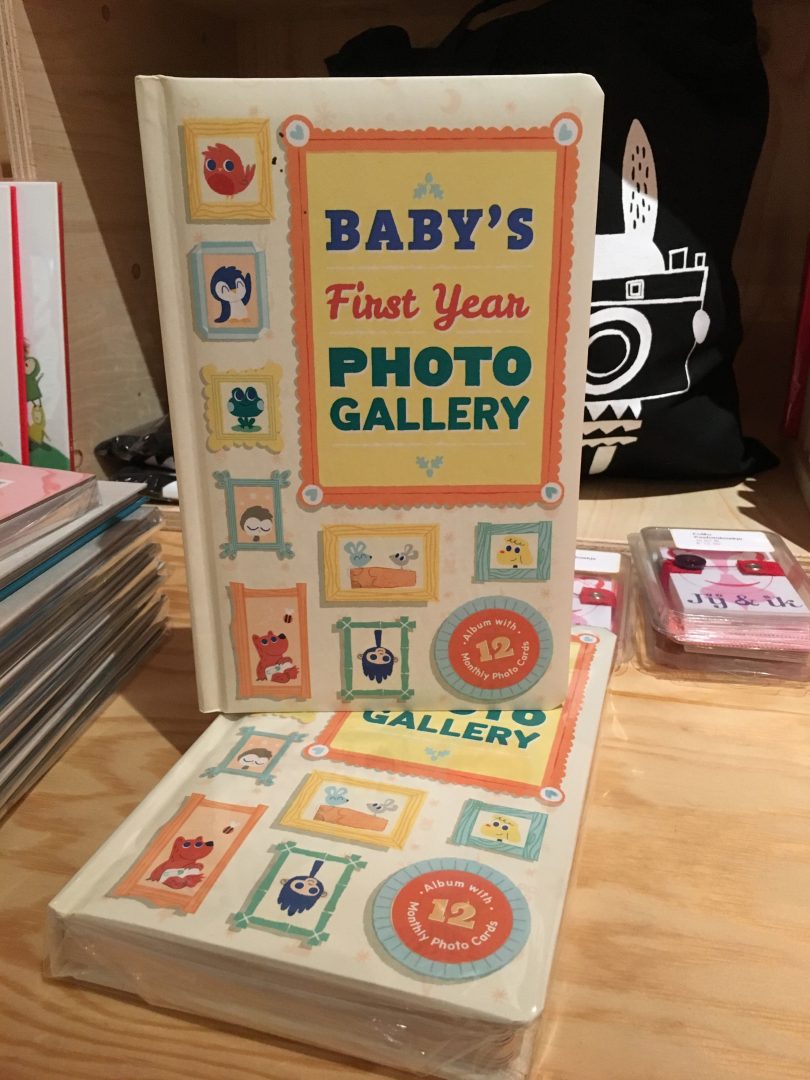 BABY'S
First Year
PHOTO
GALLERY
Album with
12
Monthly Photo Cards
PHOTO
GALLERY
Album with
12
Monthly Photo Cards
Jij & ik